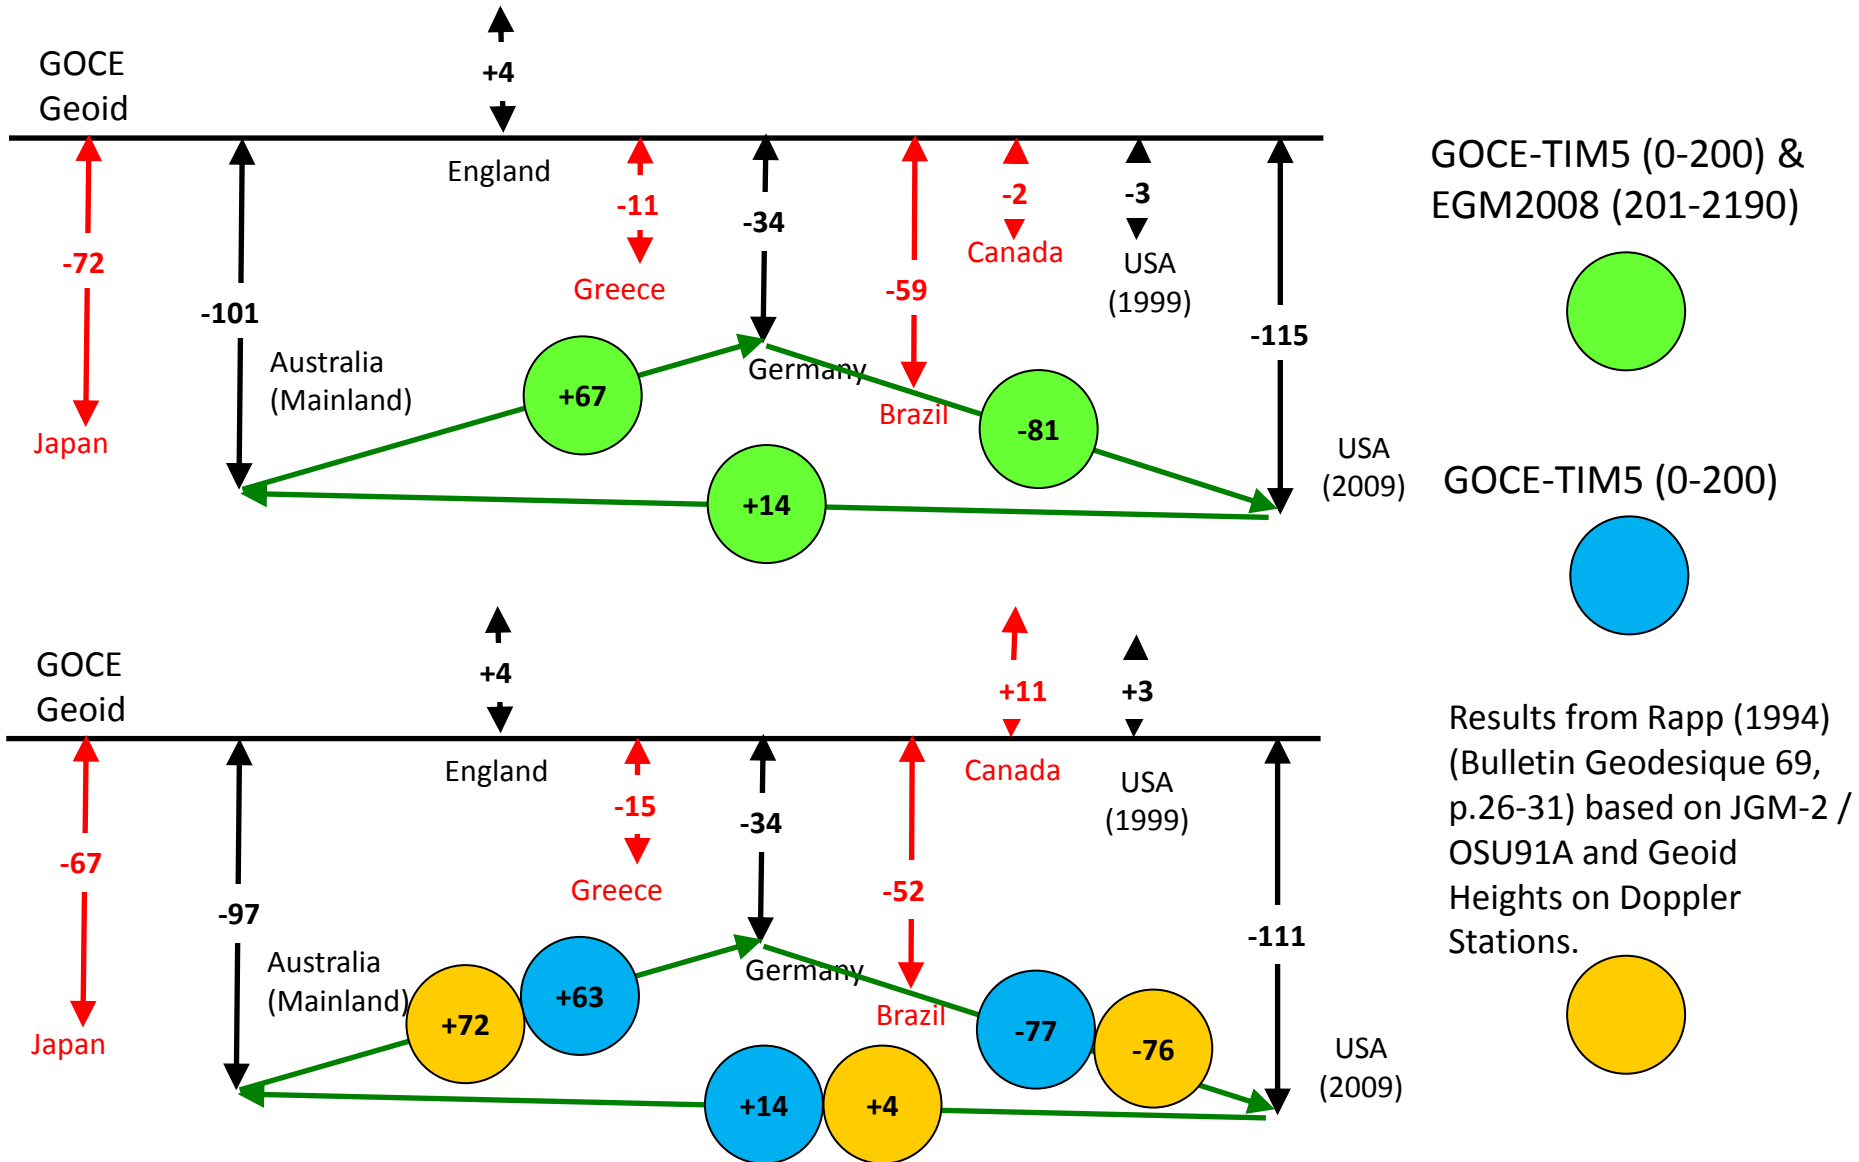 GOCE
Geoid
+4
England
-72
Japan
-101
Australia
(Mainland)
-11
Greece
-34
Germany
-59
Brazil
-2
Canada
-3
USA
(1999)
-115
USA
(2009)
+67
-81
+14
GOCE-TIM5 (0-200) &
EGM2008 (201-2190)
GOCE-TIM5 (0-200)
Results from Rapp (1994)
(Bulletin Geodesique 69,
p.26-31) based on JGM-2 /
OSU91A and Geoid
Heights on Doppler
Stations.
GOCE
Geoid
+4
England
-67
Japan
-97
Australia
(Mainland)
-15
Greece
-34
Germany
-52
Brazil
+11
Canada
+3
USA
(1999)
-111
USA
(2009)
+72
+63
-77
-76
+14
+4